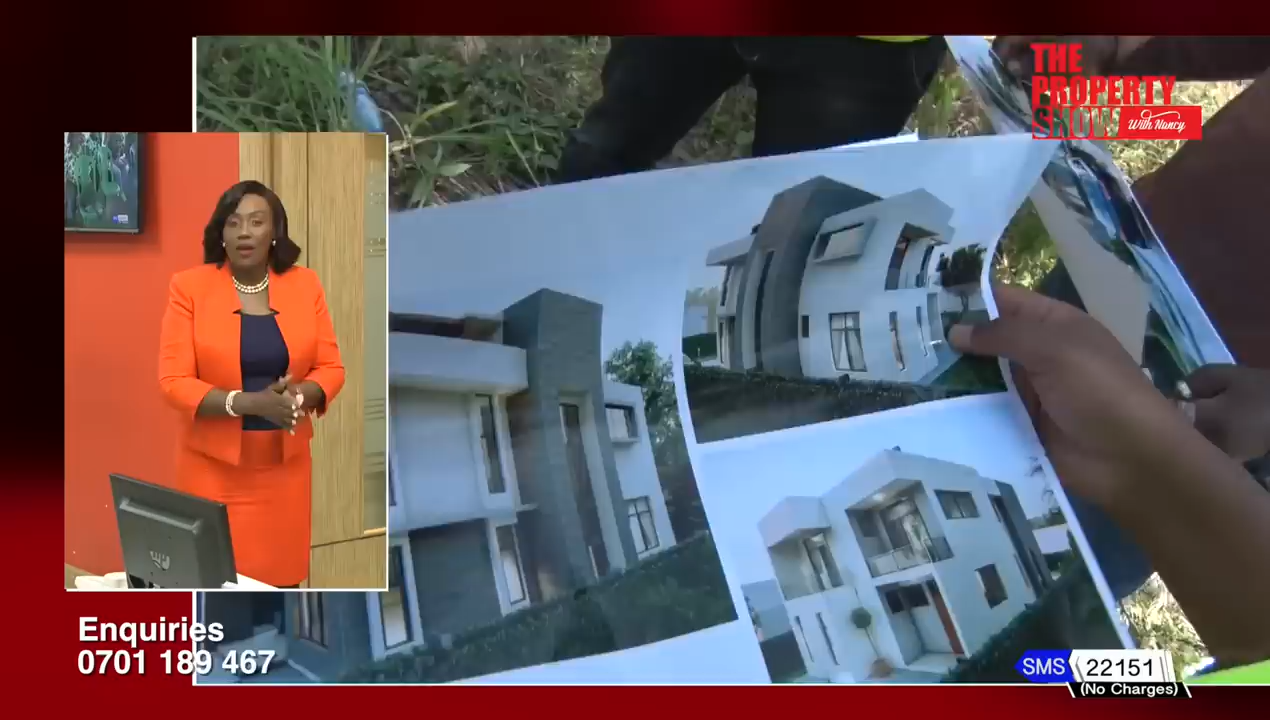 THE
PROPERTY
SHOW
With Nancy
Enquiries
0701 189 467
SMS 22151
(No Charges)